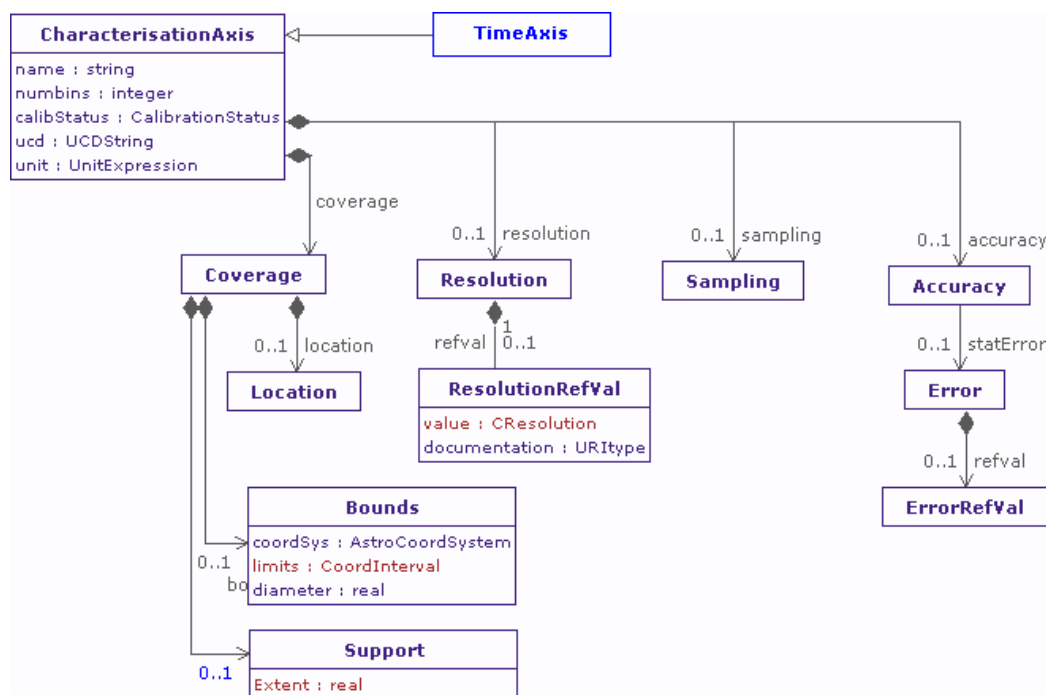 CharacterisationAxis
TimeAxis
name : string
numbins : integer
calibStatus : CalibrationStatus
ucd : UCDString
unit : UnitExpression
coverage
0..1 resolution
0..1 sampling
0..1 accuracy
Coverage
Resolution
Sampling
Accuracy
0..1 location
refval
1
0..1
0..1 statError
Location
ResolutionRefVal
value : CResolution
documentation : URItype
Error
0..1 refval
ErrorRefVal
Bounds
coordSys : AstroCoordSystem
limits : CoordInterval
diameter : real
0..1
bo
Support
0..1
Extent : real